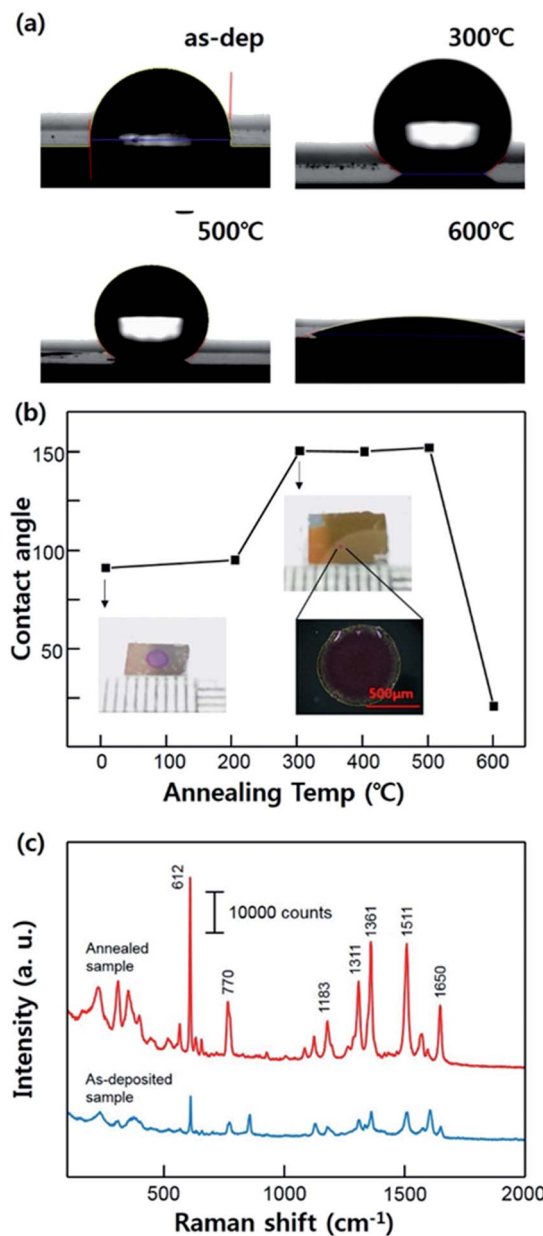 (a)
as-dep
300℃
500℃
600℃
(b)
Contact angle
150
100
50
500μm
0
100
200
300
400
500
600
Annealing Temp (℃)
(c)
Intensity (a. u.)
612
10000 counts
Annealed
sample
770
1183
1311
1361
1511
1650
As-deposited
sample
500
1000
1500
2000
Raman shift (cm⁻¹)